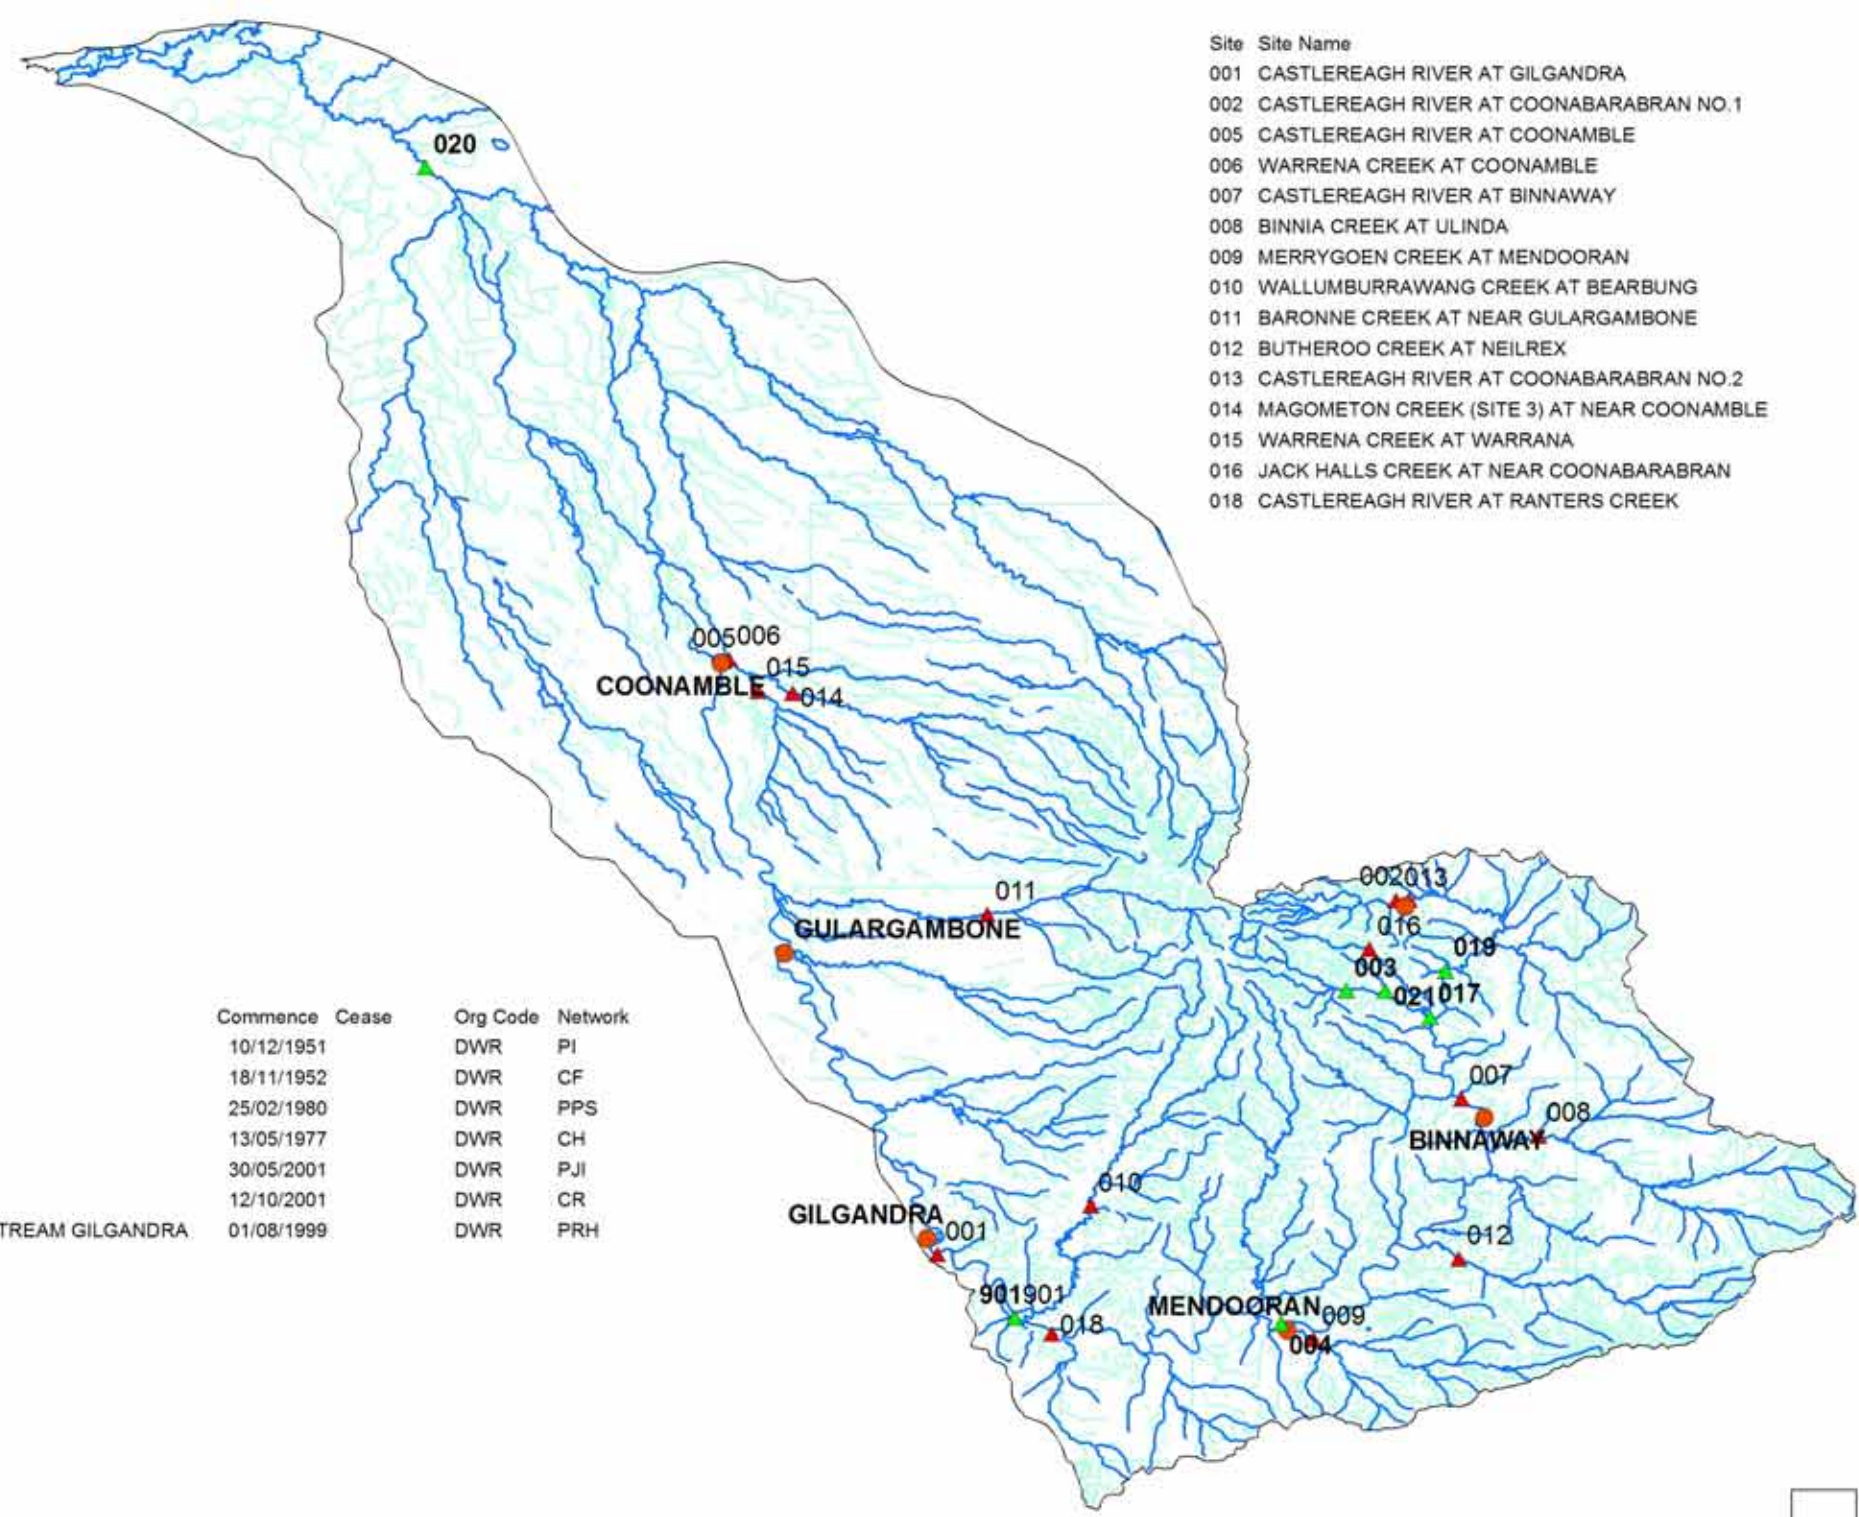 Site Site Name
001 CASTLEREAGH RIVER AT GILGANDRA
002 CASTLEREAGH RIVER AT COONABARABRAN NO.1
005 CASTLEREAGH RIVER AT COONAMBLE
006 WARRENA CREEK AT COONAMBLE
007 CASTLEREAGH RIVER AT BINNAWAY
008 BINNIA CREEK AT ULINDA
009 MERRYGOEN CREEK AT MENDOORAN
010 WALLUMBURRAWANG CREEK AT BEARBUNG
011 BARONNE CREEK AT NEAR GULARGAMBONE
012 BUTHEROO CREEK AT NEILREX
013 CASTLEREAGH RIVER AT COONABARABRAN NO.2
014 MAGOMETON CREEK (SITE 3) AT NEAR COONAMBLE
015 WARRENA CREEK AT WARRANA
016 JACK HALLS CREEK AT NEAR COONABARABRAN
018 CASTLEREAGH RIVER AT RANTERS CREEK
020
005006
015
COONAMBLE
014
011
GULARGAMBONE
002013
016
019
003
021017
007
008
BINNAWAY
010
GILGANDRA
001
012
901901
018
MENDOORAN
009
004
Commence Cease Org Code Network
10/12/1951 DWR PI
18/11/1952 DWR CF
25/02/1980 DWR PPS
13/05/1977 DWR CH
30/05/2001 DWR PJI
12/10/2001 DWR CR
TREAM GILGANDRA 01/08/1999 DWR PRH